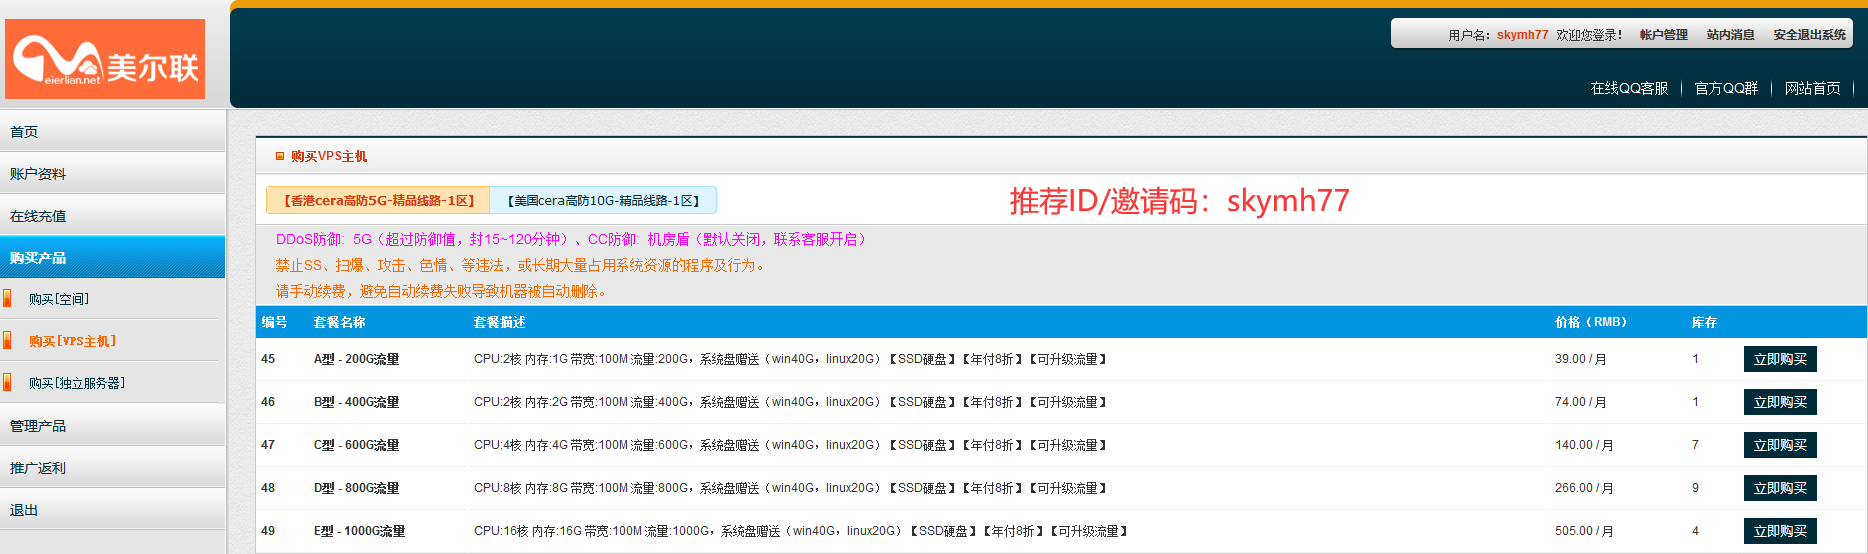 美尔联
eierlian.net
用户名：skymh77 欢迎您登录！ 帐户管理 站内消息 安全退出系统
在线QQ客服 官方QQ群 网站首页
首页
账户资料
在线充值
购买产品
购买[空间]
购买[VPS主机]
购买[独立服务器]
管理产品
推广返利
退出
购买VPS主机
【香港cera高防5G-精品线路-1区】 【美国cera高防10G-精品线路-1区】
推荐ID/邀请码：skymh77
DDoS防御: 5G（超过防御值，封15~120分钟）、CC防御: 机房盾（默认关闭，联系客服开启）
禁止SS、扫爆、攻击、色情、等违法，或长期大量占用系统资源的程序及行为。
请手动续费，避免自动续费失败导致机器被自动删除。
编号 套餐名称 套餐描述 价格（RMB） 库存
45 A型 - 200G流量 CPU:2核 内存:1G 带宽:100M 流量:200G，系统盘赠送（win40G，linux20G）【SSD硬盘】【年付8折】【可升级流量】 39.00 / 月 1 立即购买
46 B型 - 400G流量 CPU:2核 内存:2G 带宽:100M 流量:400G，系统盘赠送（win40G，linux20G）【SSD硬盘】【年付8折】【可升级流量】 74.00 / 月 1 立即购买
47 C型 - 600G流量 CPU:4核 内存:4G 带宽:100M 流量:600G，系统盘赠送（win40G，linux20G）【SSD硬盘】【年付8折】【可升级流量】 140.00 / 月 7 立即购买
48 D型 - 800G流量 CPU:8核 内存:8G 带宽:100M 流量:800G，系统盘赠送（win40G，linux20G）【SSD硬盘】【年付8折】【可升级流量】 266.00 / 月 9 立即购买
49 E型 - 1000G流量 CPU:16核 内存:16G 带宽:100M 流量:1000G，系统盘赠送（win40G，linux20G）【SSD硬盘】【年付8折】【可升级流量】 505.00 / 月 4 立即购买